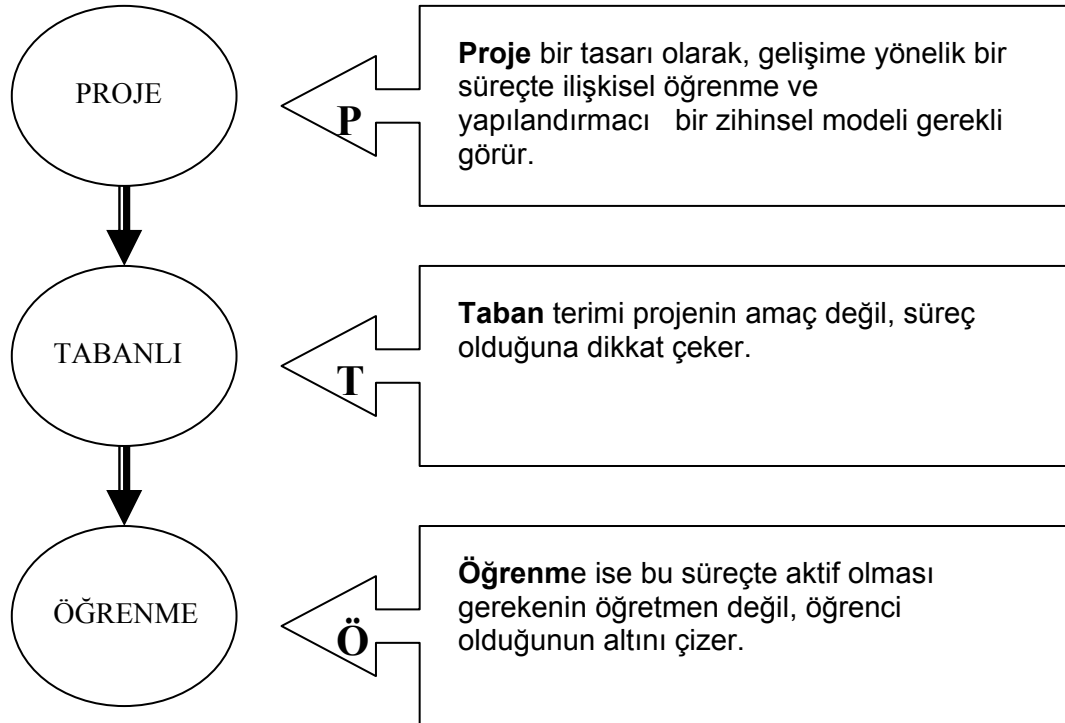 PROJE
P
Proje bir tasarı olarak, gelişime yönelik bir
süreçte ilişkisel öğrenme ve
yapılandırmacı bir zihinsel modeli gerekli
görür.
TABANLI
T
Taban terimi projenin amaç değil, süreç
olduğuna dikkat çeker.
ÖĞRENME
Ö
Öğrenme ise bu süreçte aktif olması
gerekenin öğretmen değil, öğrenci
olduğunun altını çizer.